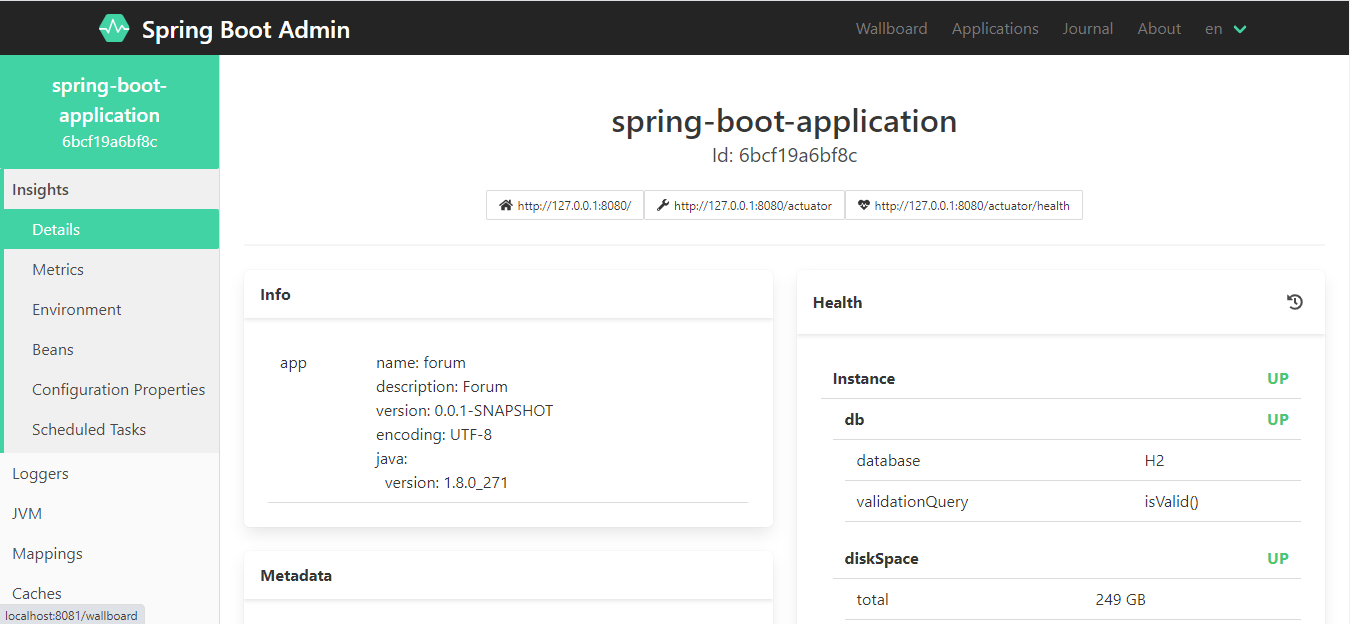 Spring Boot Admin
Wallboard Applications Journal About en
spring-boot-
application
6bcf19a6bf8c
Insights
Details
Metrics
Environment
Beans
Configuration Properties
Scheduled Tasks
Loggers
JVM
Mappings
Caches
localhost:8081/wallboard
spring-boot-application
Id: 6bcf19a6bf8c
http://127.0.0.1:8080/ http://127.0.0.1:8080/actuator http://127.0.0.1:8080/actuator/health
Info
app name: forum
description: Forum
version: 0.0.1-SNAPSHOT
encoding: UTF-8
java:
version: 1.8.0_271
Metadata
Health
Instance UP
db UP
database H2
validationQuery isValid()
diskSpace UP
total 249 GB